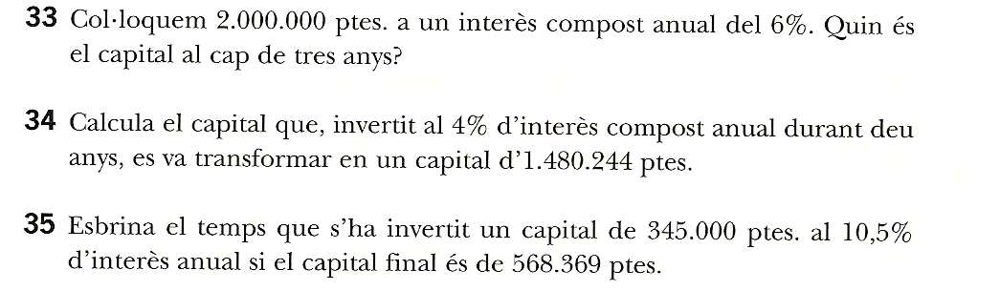 33 Col·loquem 2.000.000 ptes. a un interès compost anual del 6%. Quin és
el capital al cap de tres anys?
34 Calcula el capital que, invertit al 4% d’interès compost anual durant deu
anys, es va transformar en un capital d’1.480.244 ptes.
35 Esbrina el temps que s’ha invertit un capital de 345.000 ptes. al 10,5%
d’interès anual si el capital final és de 568.369 ptes.